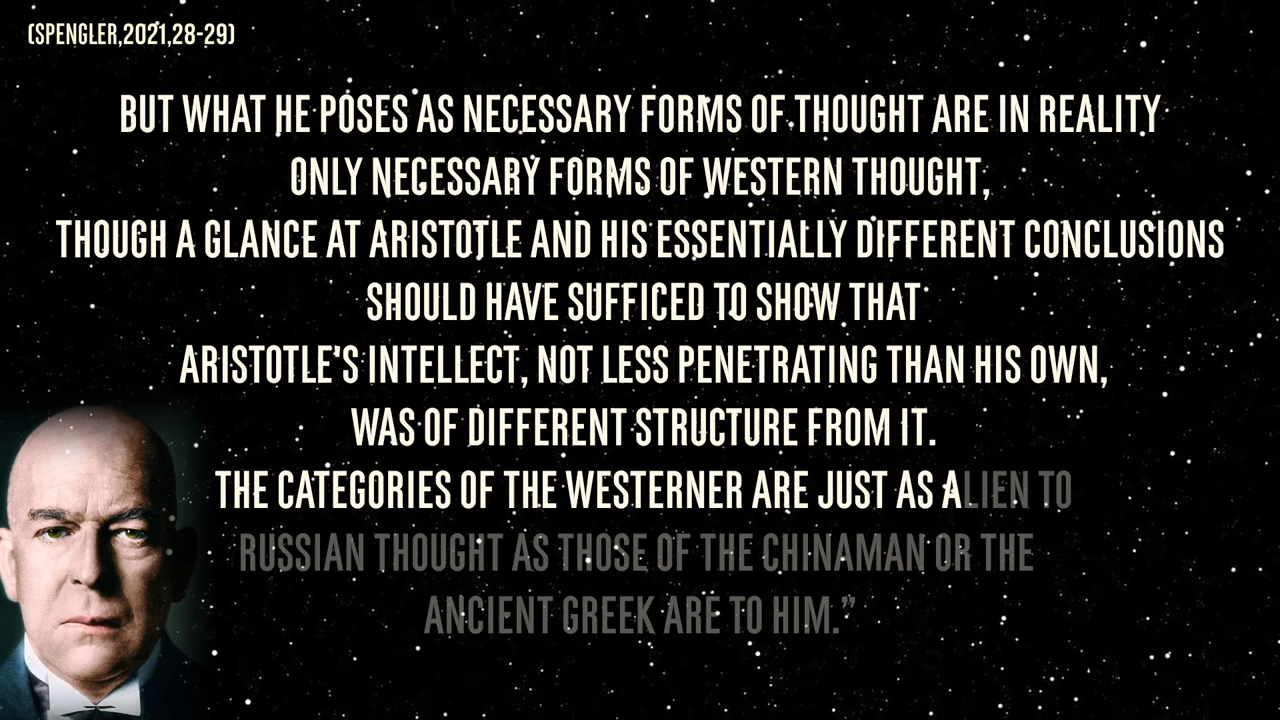 (SPENGLER,2021,28-29)
BUT WHAT HE POSES AS NECESSARY FORMS OF THOUGHT ARE IN REALITY
ONLY NECESSARY FORMS OF WESTERN THOUGHT,
THOUGH A GLANCE AT ARISTOTLE AND HIS ESSENTIALLY DIFFERENT CONCLUSIONS
SHOULD HAVE SUFFICED TO SHOW THAT
ARISTOTLE'S INTELLECT, NOT LESS PENETRATING THAN HIS OWN,
WAS OF DIFFERENT STRUCTURE FROM IT.
THE CATEGORIES OF THE WESTERNER ARE JUST AS ALIEN TO
RUSSIAN THOUGHT AS THOSE OF THE CHINAMAN OR THE
ANCIENT GREEK ARE TO HIM.”